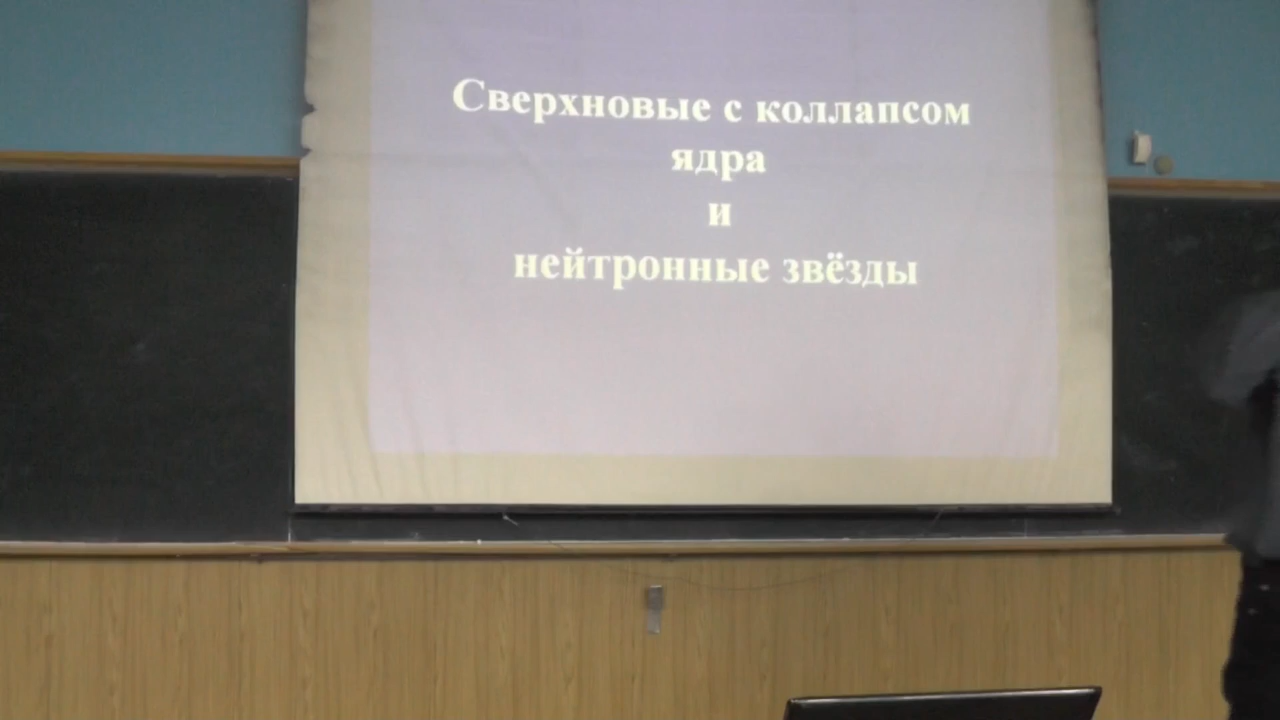 Сверхновые с коллапсом
ядра
и
нейтронные звёзды